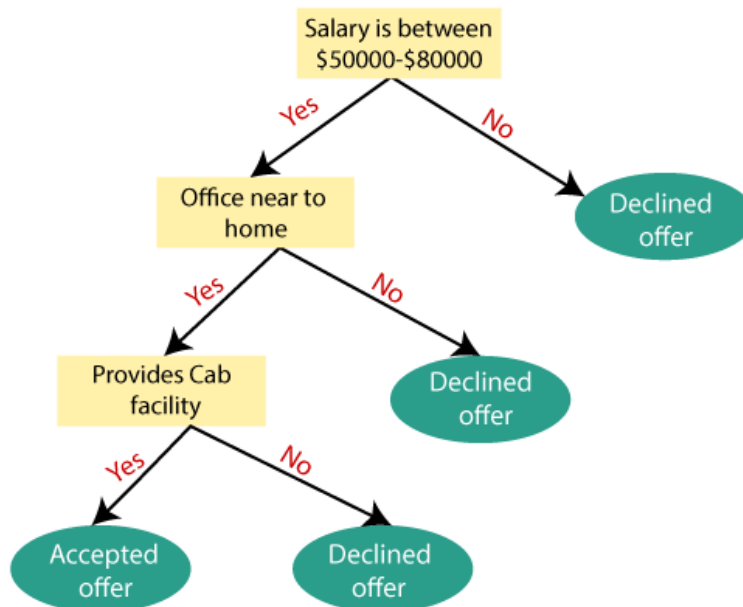 Salary is between
$50000-$80000
Yes
No
Office near to
home
Declined
offer
Yes
No
Provides Cab
facility
Declined
offer
Yes
No
Accepted
offer
Declined
offer